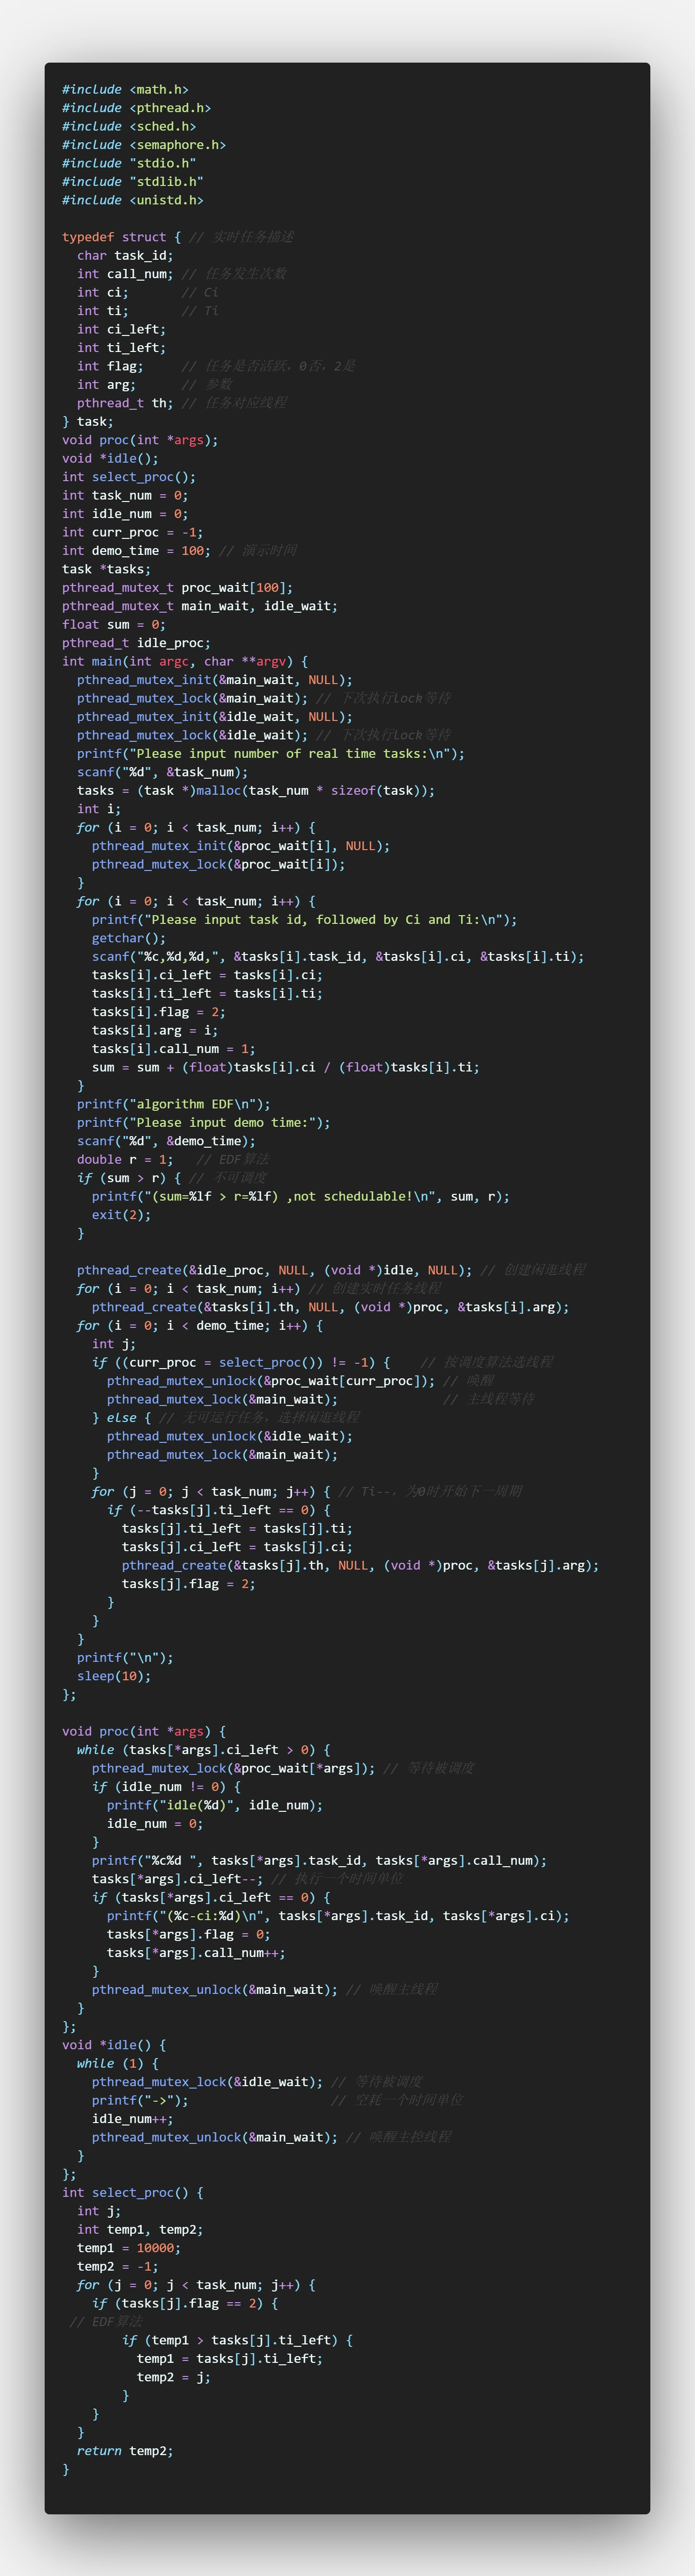 #include <math.h>
#include <pthread.h>
#include <sched.h>
#include <semaphore.h>
#include "stdio.h"
#include "stdlib.h"
#include <unistd.h>

typedef struct { // 实时任务描述
  char task_id;
  int call_num; // 任务发生次数
  int ci;       // Ci
  int ti;       // Ti
  int ci_left;
  int ti_left;
  int flag;     // 任务是否活跃，0否，2是
  int arg;      // 参数
  pthread_t th; // 任务对应线程
} task;
void proc(int *args);
void *idle();
int select_proc();
int task_num = 0;
int idle_num = 0;
int curr_proc = -1;
int demo_time = 100; // 演示时间
task *tasks;
pthread_mutex_t proc_wait[100];
pthread_mutex_t main_wait, idle_wait;
float sum = 0;
pthread_t idle_proc;
int main(int argc, char **argv) {
  pthread_mutex_init(&main_wait, NULL);
  pthread_mutex_lock(&main_wait); // 下次执行lock等待
  pthread_mutex_init(&idle_wait, NULL);
  pthread_mutex_lock(&idle_wait); // 下次执行lock等待
  printf("Please input number of real time tasks:\n");
  scanf("%d", &task_num);
  tasks = (task *)malloc(task_num * sizeof(task));
  int i;
  for (i = 0; i < task_num; i++) {
    pthread_mutex_init(&proc_wait[i], NULL);
    pthread_mutex_lock(&proc_wait[i]);
  }
  for (i = 0; i < task_num; i++) {
    printf("Please input task id, followed by Ci and Ti:\n");
    getchar();
    scanf("%c,%d,%d,", &tasks[i].task_id, &tasks[i].ci, &tasks[i].ti);
    tasks[i].ci_left = tasks[i].ci;
    tasks[i].ti_left = tasks[i].ti;
    tasks[i].flag = 2;
    tasks[i].arg = i;
    tasks[i].call_num = 1;
    sum = sum + (float)tasks[i].ci / (float)tasks[i].ti;
  }
  printf("algorithm EDF\n");
  printf("Please input demo time:");
  scanf("%d", &demo_time);
  double r = 1;   // EDF算法
  if (sum > r) { // 不可调度
    printf("(sum=%lf > r=%lf) ,not schedulable!\n", sum, r);
    exit(2);
  }

  pthread_create(&idle_proc, NULL, (void *)idle, NULL); // 创建闲逛线程
  for (i = 0; i < task_num; i++) // 创建实时任务线程
    pthread_create(&tasks[i].th, NULL, (void *)proc, &tasks[i].arg);
  for (i = 0; i < demo_time; i++) {
    int j;
    if ((curr_proc = select_proc()) != -1) {    // 按调度算法选线程
      pthread_mutex_unlock(&proc_wait[curr_proc]); // 唤醒
      pthread_mutex_lock(&main_wait);              // 主线程等待
    } else { // 无可运行任务，选择闲逛线程
      pthread_mutex_unlock(&idle_wait);
      pthread_mutex_lock(&main_wait);
    }
    for (j = 0; j < task_num; j++) { // Ti--，为0时开始下一周期
      if (--tasks[j].ti_left == 0) {
        tasks[j].ti_left = tasks[j].ti;
        tasks[j].ci_left = tasks[j].ci;
        pthread_create(&tasks[j].th, NULL, (void *)proc, &tasks[j].arg);
        tasks[j].flag = 2;
      }
    }
  }
  printf("\n");
  sleep(10);
};

void proc(int *args) {
  while (tasks[*args].ci_left > 0) {
    pthread_mutex_lock(&proc_wait[*args]); // 等待被调度
    if (idle_num != 0) {
      printf("idle(%d)", idle_num);
      idle_num = 0;
    }
    printf("%c%d ", tasks[*args].task_id, tasks[*args].call_num);
    tasks[*args].ci_left--; // 执行一个时间单位
    if (tasks[*args].ci_left == 0) {
      printf("(%c-ci:%d)\n", tasks[*args].task_id, tasks[*args].ci);
      tasks[*args].flag = 0;
      tasks[*args].call_num++;
    }
    pthread_mutex_unlock(&main_wait); // 唤醒主线程
  }
};
void *idle() {
  while (1) {
    pthread_mutex_lock(&idle_wait); // 等待被调度
    printf("->");                   // 空耗一个时间单位
    idle_num++;
    pthread_mutex_unlock(&main_wait); // 唤醒主控线程
  }
};
int select_proc() {
  int j;
  int temp1, temp2;
  temp1 = 10000;
  temp2 = -1;
  for (j = 0; j < task_num; j++) {
    if (tasks[j].flag == 2) {
 // EDF算法
        if (temp1 > tasks[j].ti_left) {
          temp1 = tasks[j].ti_left;
          temp2 = j;
        }
    }
  }
  return temp2;
}